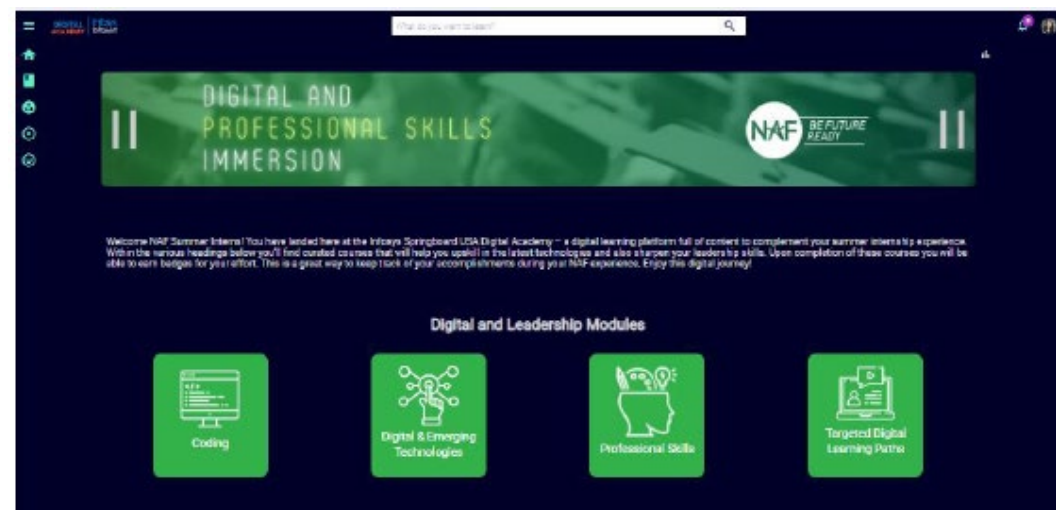 DIGITAL
ACADEMY
Infosys
What do you want to learn?
DIGITAL AND
PROFESSIONAL SKILLS
IMMERSION
NAF
BE FUTURE
READY
Welcome NAF Summer Interns! You have landed here at the Infosys Springboard USA Digital Academy – a digital learning platform full of content to complement your summer internship experience.
Within the various headings below you'll find curated courses that will help you upskill in the latest technologies and also sharpen your leadership skills. Upon completion of these courses you will be
able to earn badges for your effort. This is a great way to keep track of your accomplishments during your NAF experience. Enjoy this digital journey!
Digital and Leadership Modules
Coding
Digital & Emerging
Technologies
Professional Skills
Targeted Digital
Learning Paths